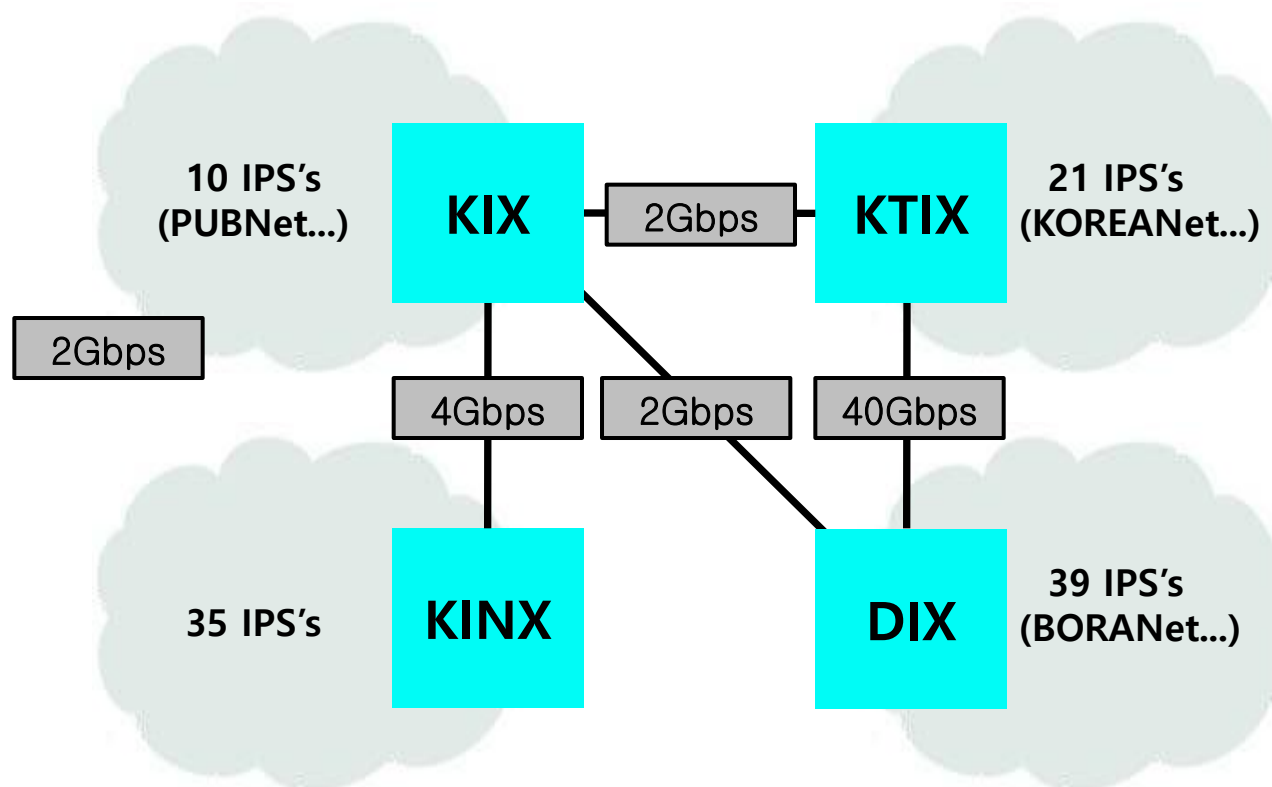 10 IPS's
(PUBNet...)
KIX
2Gbps
KTIX
21 IPS's
(KOREANet...)
2Gbps
4Gbps
2Gbps
40Gbps
35 IPS's
KINX
DIX
39 IPS's
(BORANet...)